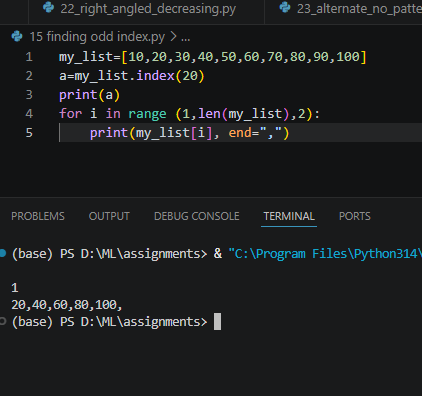 22_right_angled_decreasing.py
23_alternate_no_patte
15 finding odd index.py > ...
1 my_list=[10,20,30,40,50,60,70,80,90,100]
2 a=my_list.index(20)
3 print(a)
4 for i in range (1,len(my_list),2):
5     print(my_list[i], end=",")
PROBLEMS OUTPUT DEBUG CONSOLE TERMINAL PORTS
(base) PS D:\ML\assignments> & "C:\Program Files\Python314\
1
20,40,60,80,100,
(base) PS D:\ML\assignments>